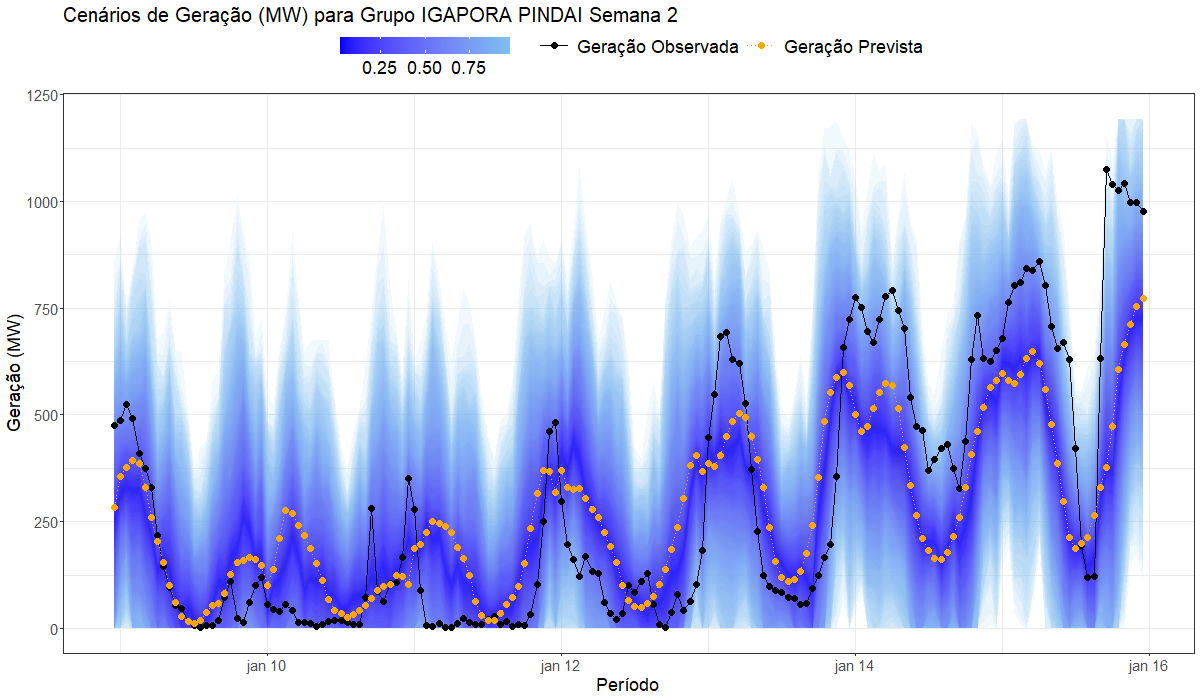 Cenários de Geração (MW) para Grupo IGAPORA PINDAI Semana 2
0.25 0.50 0.75
Geração Observada
Geração Prevista
Geração (MW)
1250
1000
750
500
250
0
jan 10
jan 12
jan 14
jan 16
Período